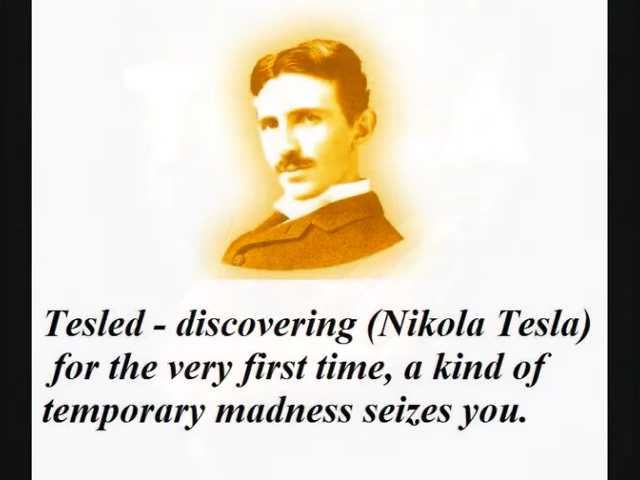 Tesled - discovering (Nikola Tesla)
for the very first time, a kind of
temporary madness seizes you.